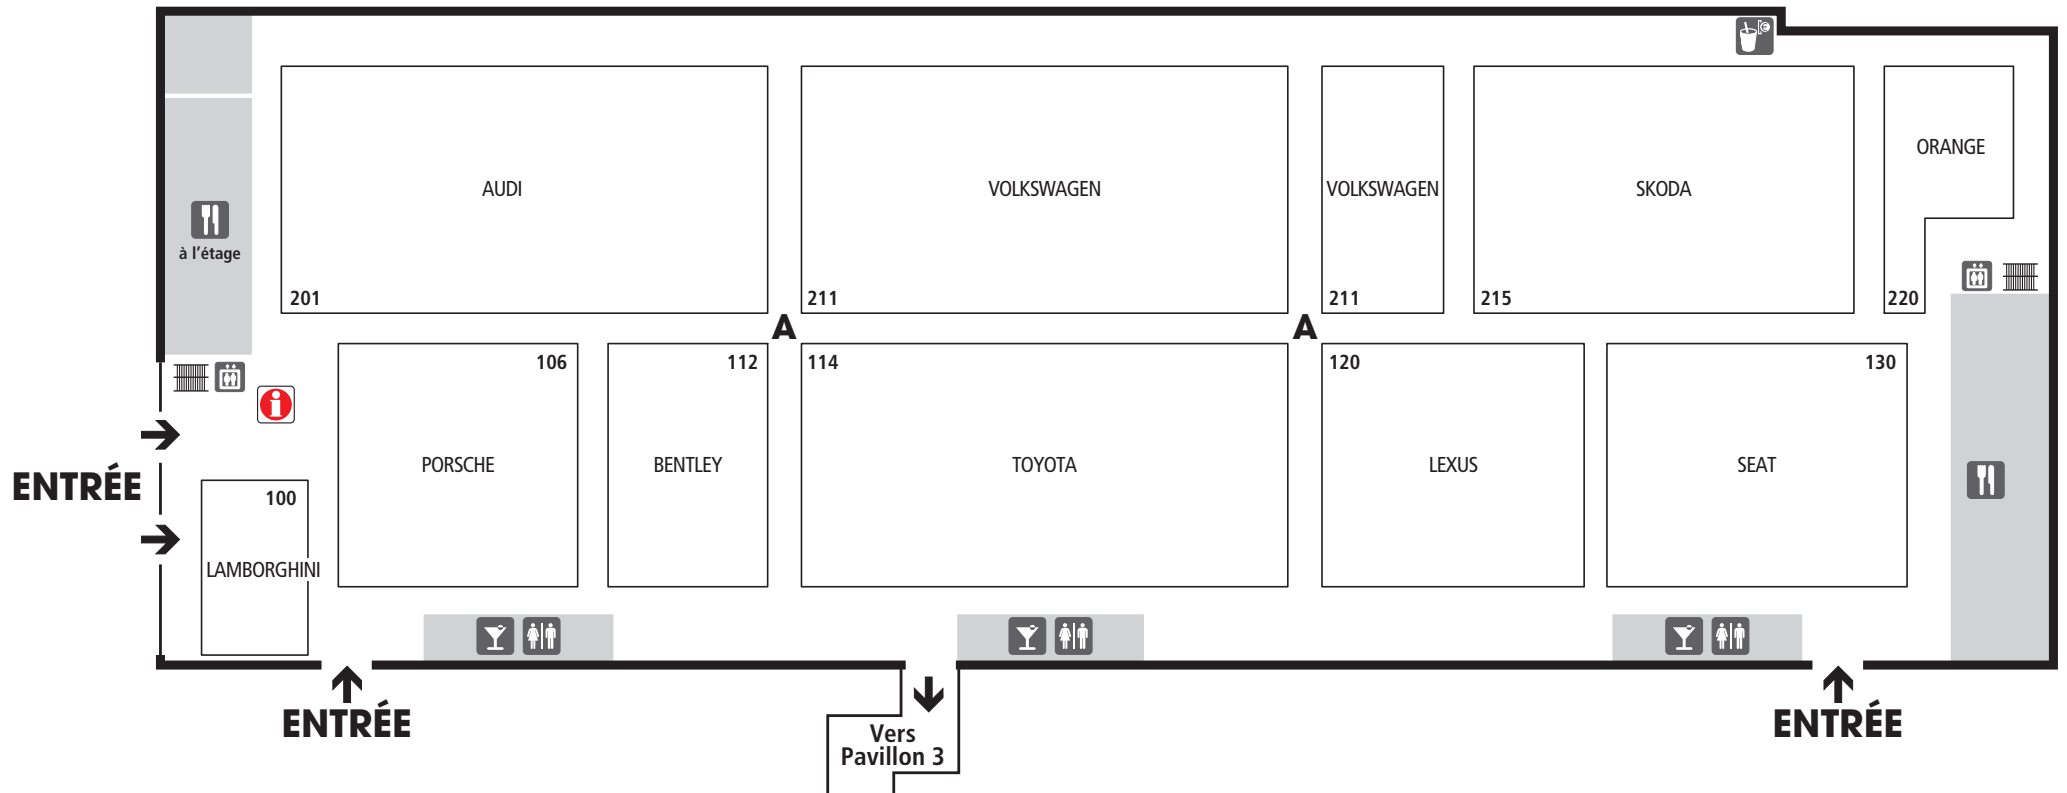 AUDI
VOLKSWAGEN
VOLKSWAGEN
SKODA
ORANGE
à l'étage
201
211
211
215
220
A
A
106
112
114
120
130
ENTRÉE
100
PORSCHE
BENTLEY
TOYOTA
LEXUS
SEAT
LAMBORGHINI
ENTRÉE
Vers
Pavillon 3
ENTRÉE